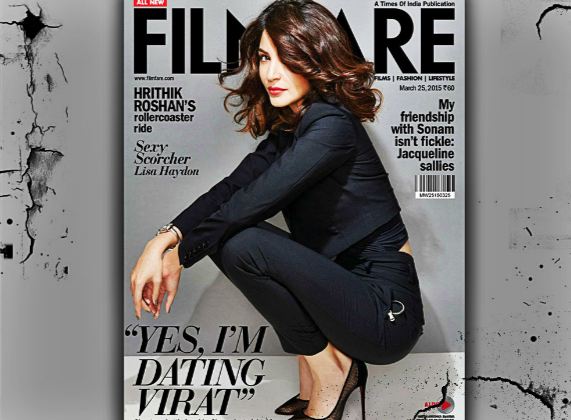 ALL NEW
A Times Of India Publication
FILMFARE
www.filmfare.com
FILMS | FASHION | LIFESTYLE
March 25, 2015 ₹60
HRITHIK
ROSHAN'S
rollercoaster
ride
Sexy
Scorcher
Lisa Haydon
My
friendship
with Sonam
isn't fickle:
Jacqueline
sallies
MW25150325
“YES, I'M
DATING
VIRAT”